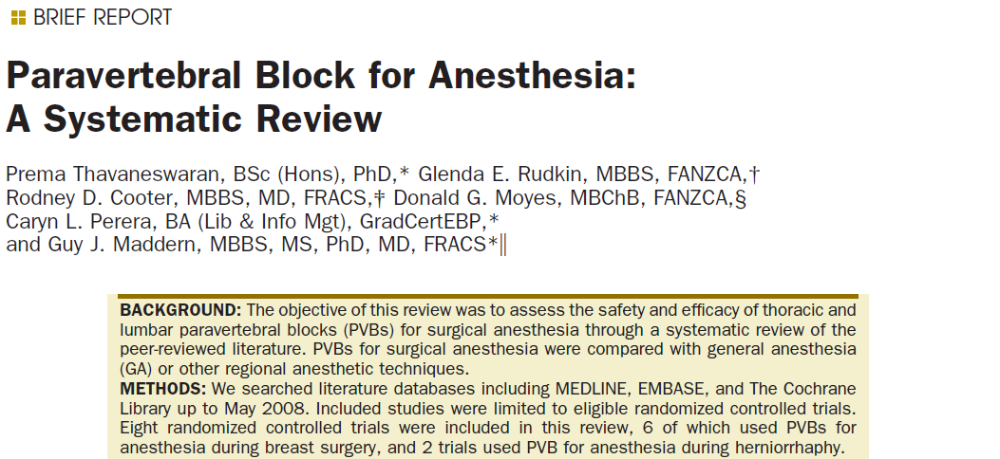 BRIEF REPORT
Paravertebral Block for Anesthesia:
A Systematic Review
Prema Thavaneswaran, BSc (Hons), PhD,* Glenda E. Rudkin, MBBS, FANZCA,†
Rodney D. Cooter, MBBS, MD, FRACS,‡ Donald G. Moyes, MBChB, FANZCA,§
Caryn L. Perera, BA (Lib & Info Mgt), GradCertEBP,*
and Guy J. Maddern, MBBS, MS, PhD, MD, FRACS*‖
BACKGROUND: The objective of this review was to assess the safety and efficacy of thoracic and
lumbar paravertebral blocks (PVBs) for surgical anesthesia through a systematic review of the
peer-reviewed literature. PVBs for surgical anesthesia were compared with general anesthesia
(GA) or other regional anesthetic techniques.
METHODS: We searched literature databases including MEDLINE, EMBASE, and The Cochrane
Library up to May 2008. Included studies were limited to eligible randomized controlled trials.
Eight randomized controlled trials were included in this review, 6 of which used PVBs for
anesthesia during breast surgery, and 2 trials used PVB for anesthesia during herniorrhaphy.